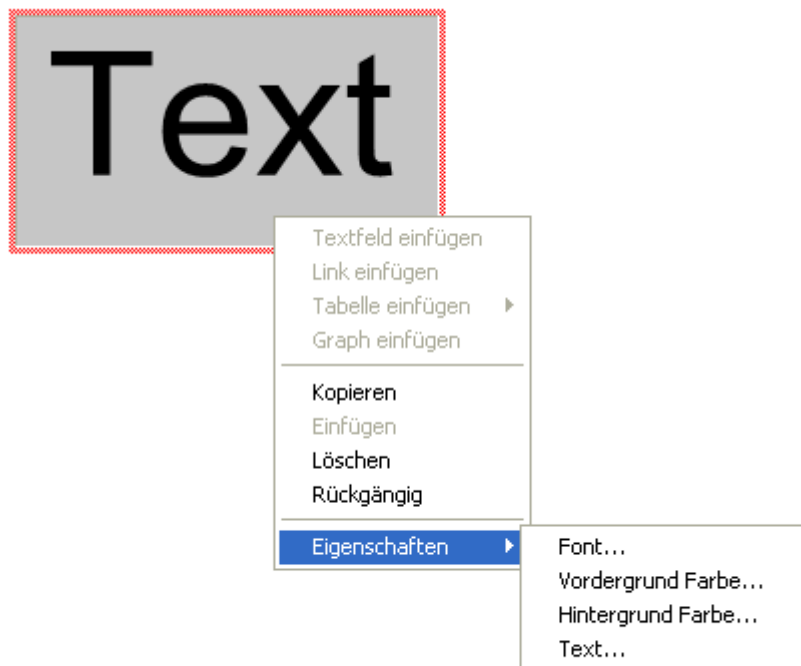 Text
Textfeld einfügen
Link einfügen
Tabelle einfügen
Graph einfügen
Kopieren
Einfügen
Löschen
Rückgängig
Eigenschaften
Font...
Vordergrund Farbe...
Hintergrund Farbe...
Text...